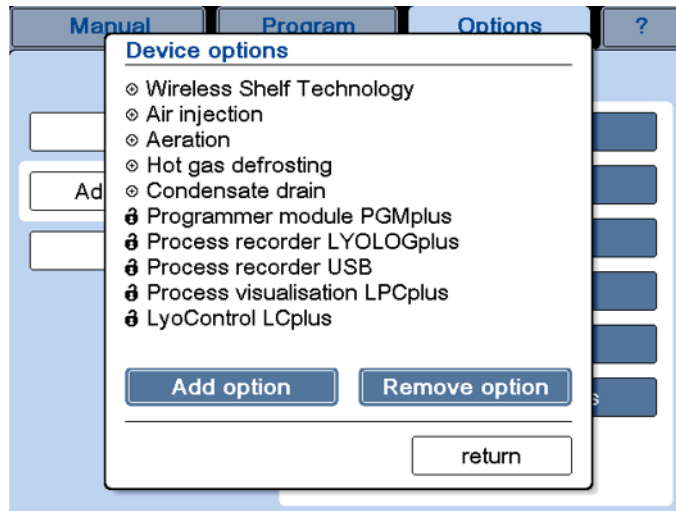 Manual Program Options ?
Device options
Wireless Shelf Technology
Air injection
Aeration
Hot gas defrosting
Condensate drain
Programmer module PGMplus
Process recorder LYOLOGplus
Process recorder USB
Process visualisation LPCplus
LyoControl LCplus
Ad
Add option Remove option
s
return